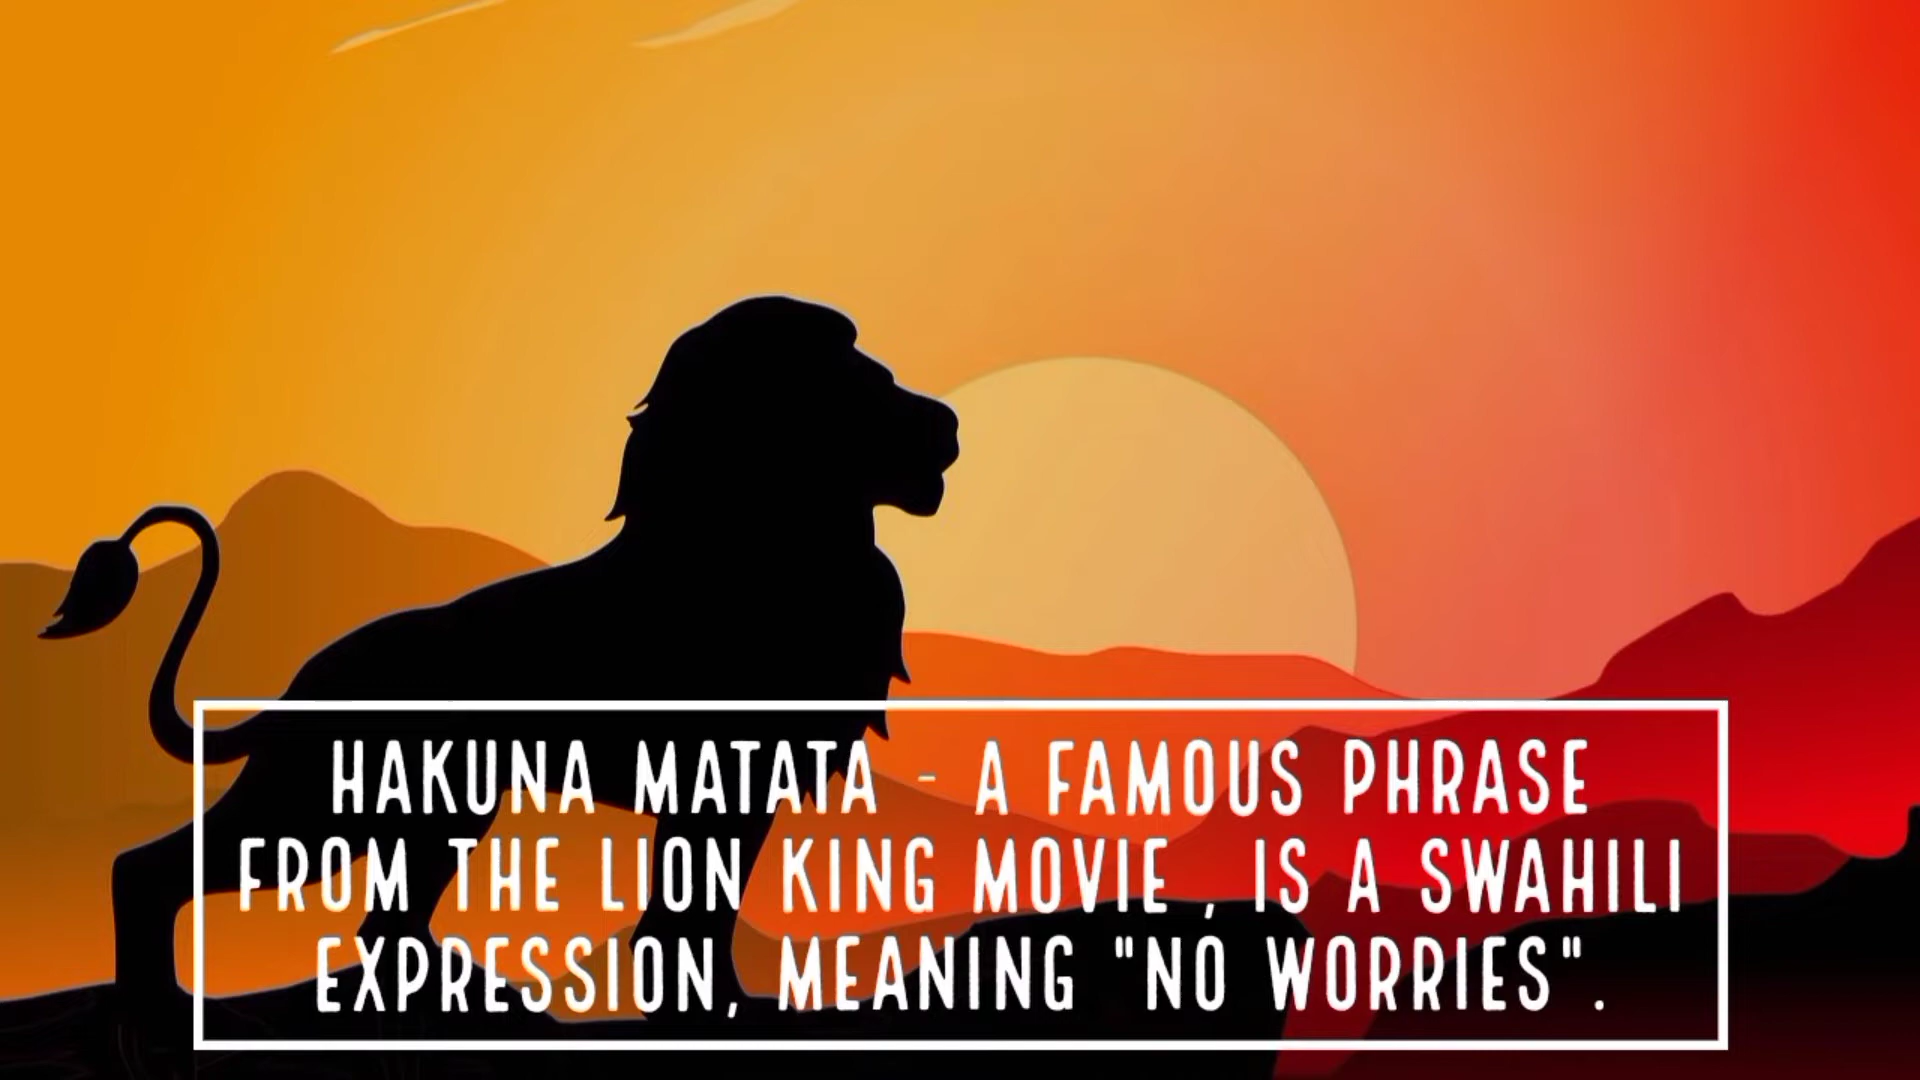 HAKUNA MATATA - A FAMOUS PHRASE
FROM THE LION KING MOVIE , IS A SWAHILI
EXPRESSION, MEANING "NO WORRIES" .